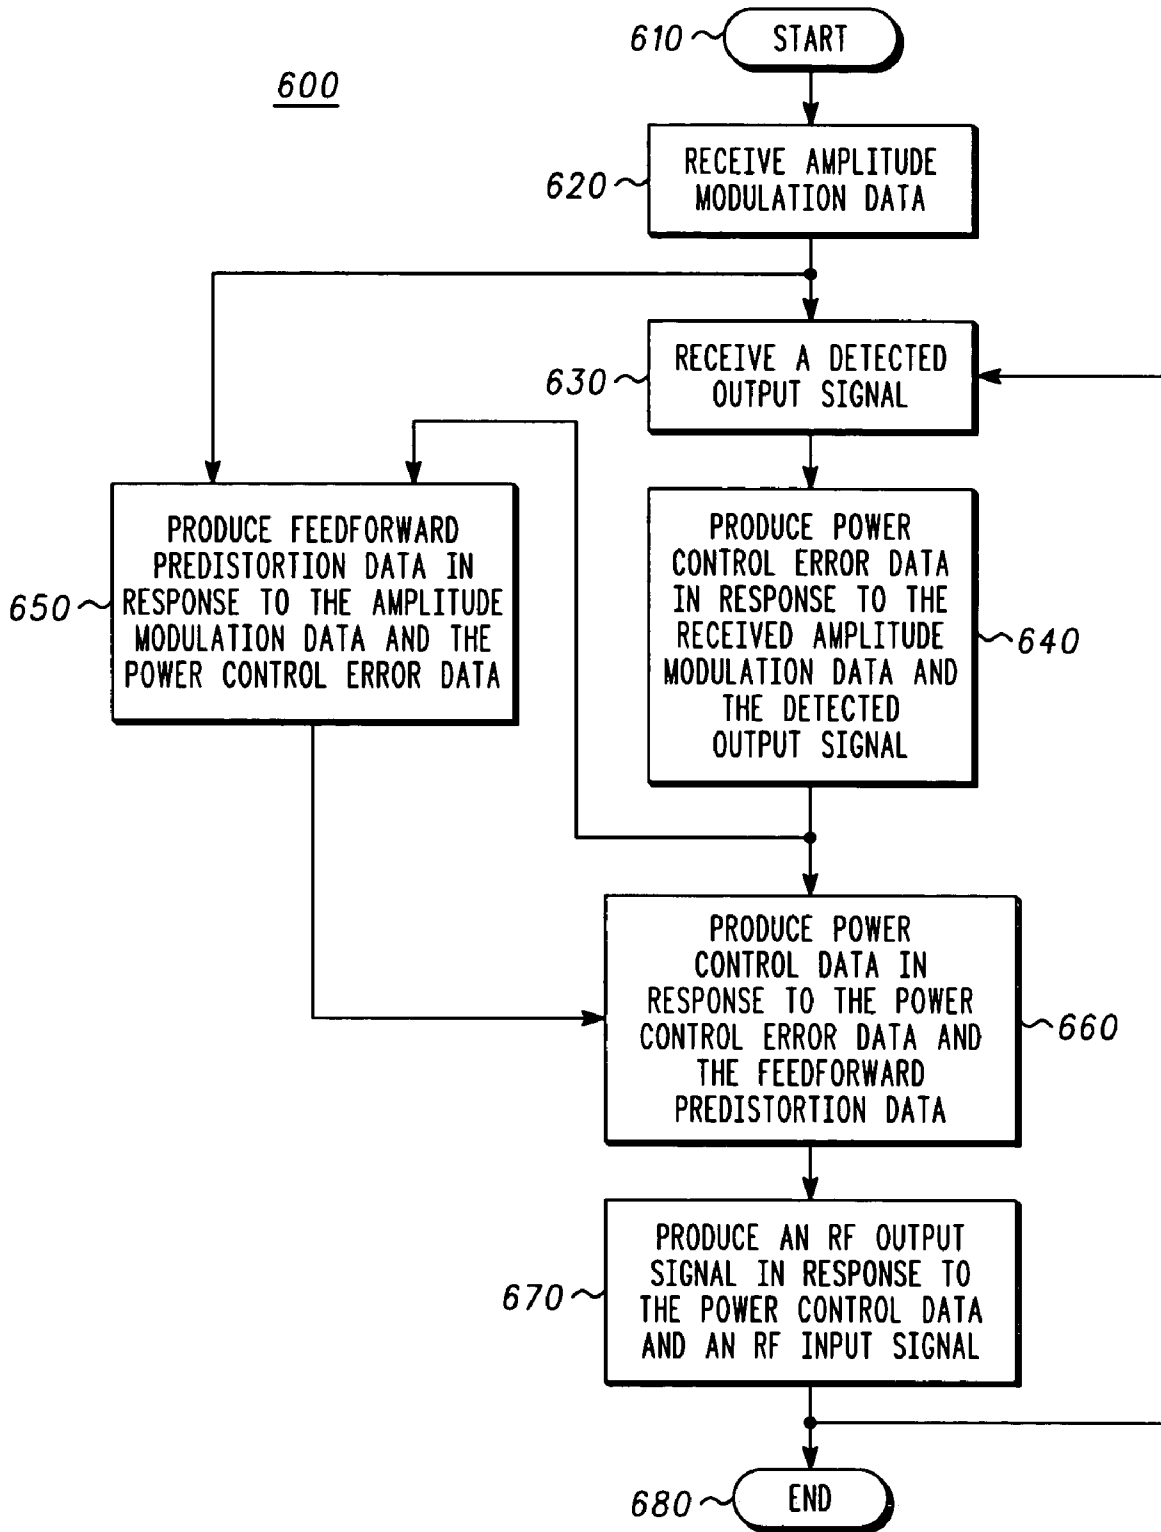 610
START
600
620
RECEIVE AMPLITUDE
MODULATION DATA
630
RECEIVE A DETECTED
OUTPUT SIGNAL
650
PRODUCE FEEDFORWARD
PREDISTORTION DATA IN
RESPONSE TO THE AMPLITUDE
MODULATION DATA AND THE
POWER CONTROL ERROR DATA
PRODUCE POWER
CONTROL ERROR DATA
IN RESPONSE TO THE
RECEIVED AMPLITUDE
MODULATION DATA AND
THE DETECTED
OUTPUT SIGNAL
640
PRODUCE POWER
CONTROL DATA IN
RESPONSE TO THE POWER
CONTROL ERROR DATA AND
THE FEEDFORWARD
PREDISTORTION DATA
660
670
PRODUCE AN RF OUTPUT
SIGNAL IN RESPONSE TO
THE POWER CONTROL DATA
AND AN RF INPUT SIGNAL
680
END